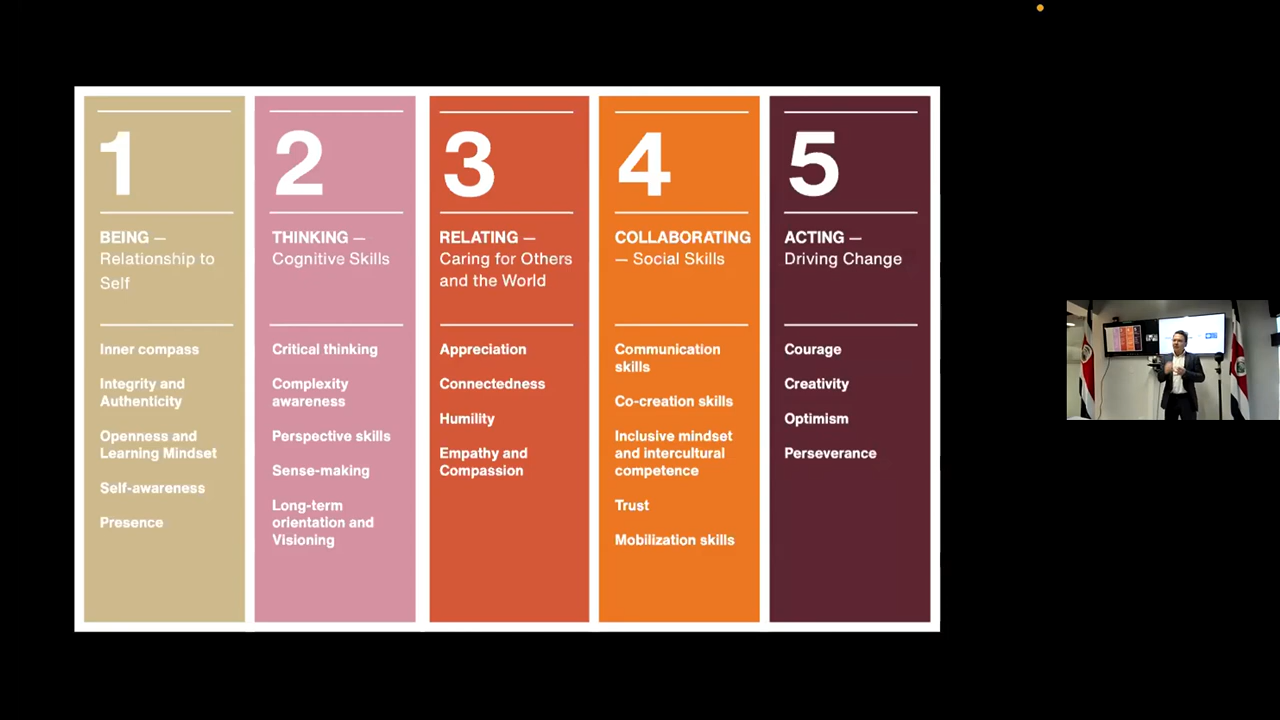 1
BEING —
Relationship to
Self
Inner compass
Integrity and
Authenticity
Openness and
Learning Mindset
Self-awareness
Presence
2
THINKING —
Cognitive Skills
Critical thinking
Complexity
awareness
Perspective skills
Sense-making
Long-term
orientation and
Visioning
3
RELATING —
Caring for Others
and the World
Appreciation
Connectedness
Humility
Empathy and
Compassion
4
COLLABORATING
— Social Skills
Communication
skills
Co-creation skills
Inclusive mindset
and intercultural
competence
Trust
Mobilization skills
5
ACTING —
Driving Change
Courage
Creativity
Optimism
Perseverance